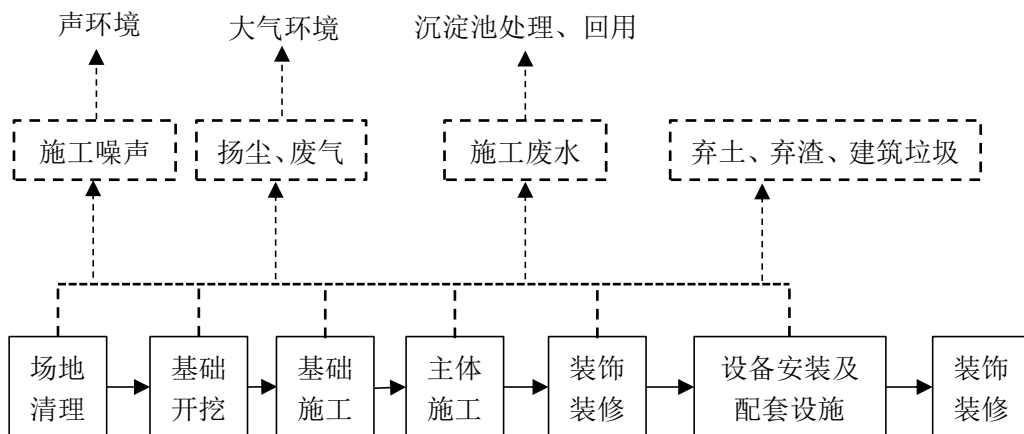 声环境
大气环境
沉淀池处理、回用
施工噪声
扬尘、废气
施工废水
弃土、弃渣、建筑垃圾
场地
清理
基础
开挖
基础
施工
主体
施工
装饰
装修
设备安装及
配套设施
装饰
装修